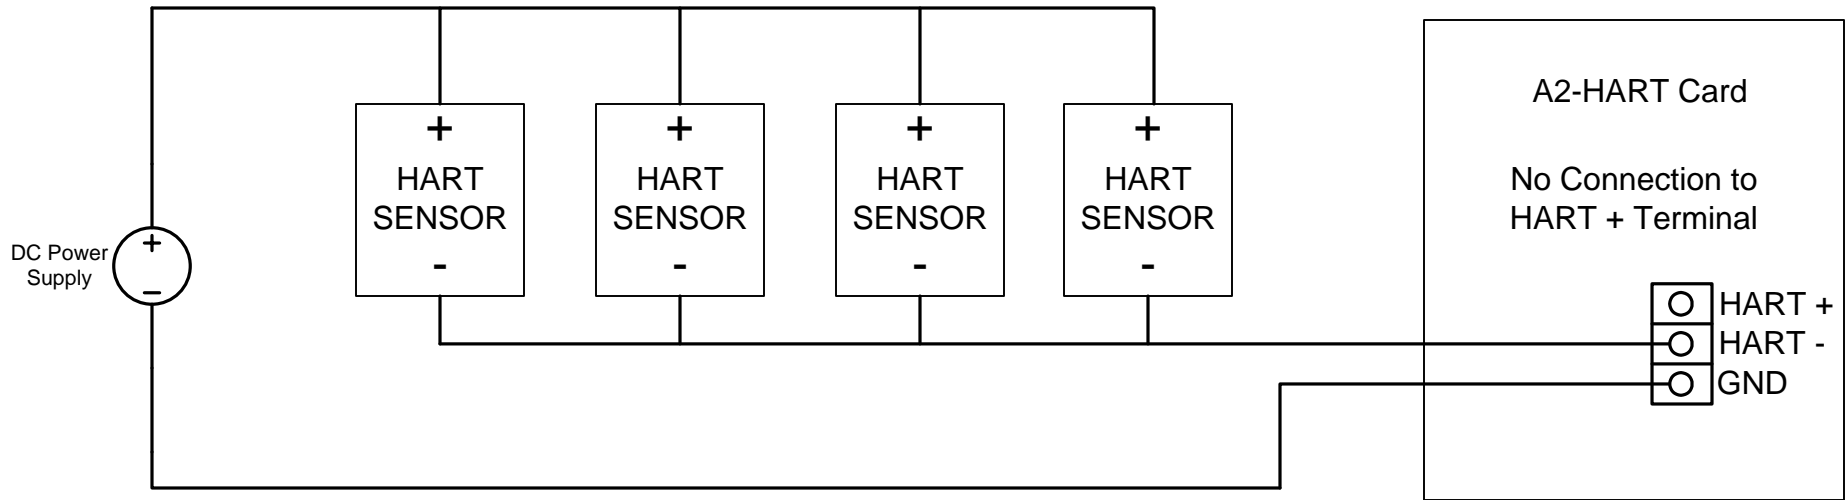 DC Power
Supply
+
−
+
HART
SENSOR
-
+
HART
SENSOR
-
+
HART
SENSOR
-
+
HART
SENSOR
-
A2-HART Card
No Connection to
HART + Terminal
HART +
HART -
GND